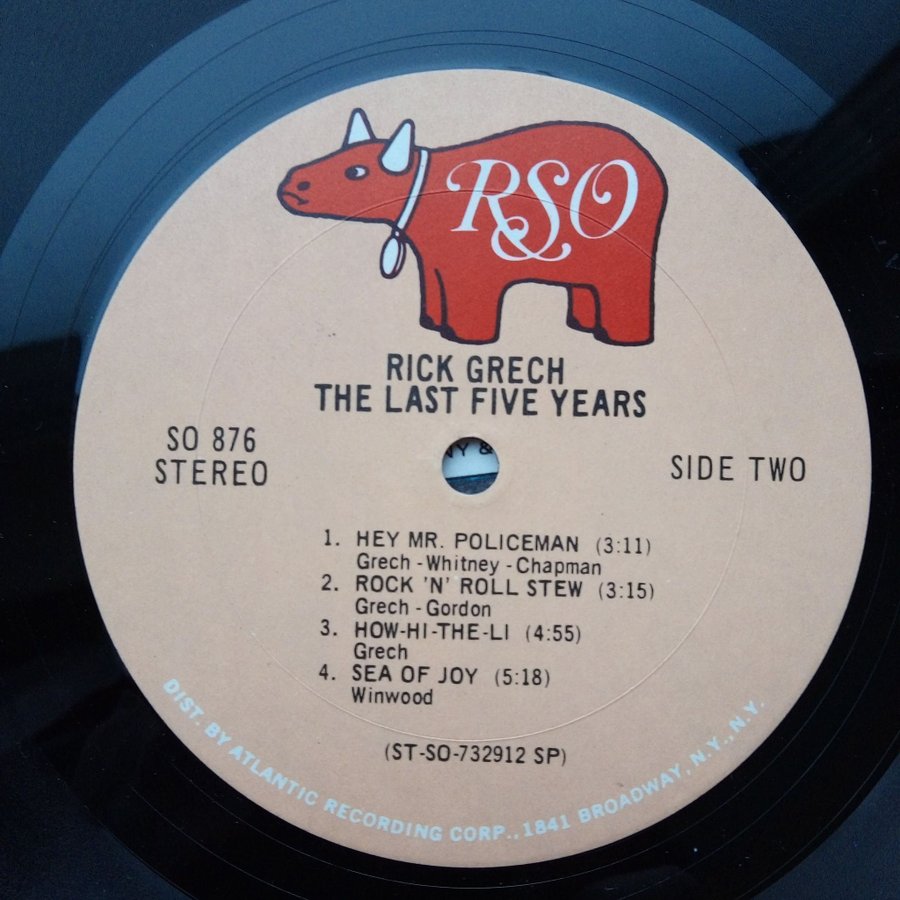 RSO
RICK GRECH
THE LAST FIVE YEARS
SO 876
STEREO
SIDE TWO
1. HEY MR. POLICEMAN (3:11)
Grech - Whitney - Chapman
2. ROCK 'N' ROLL STEW (3:15)
Grech - Gordon
3. HOW-HI-THE-LI (4:55)
Grech
4. SEA OF JOY (5:18)
Winwood
(ST-SO-732912 SP)
DIST. BY ATLANTIC RECORDING CORP., 1841 BROADWAY, N.Y., N.Y.